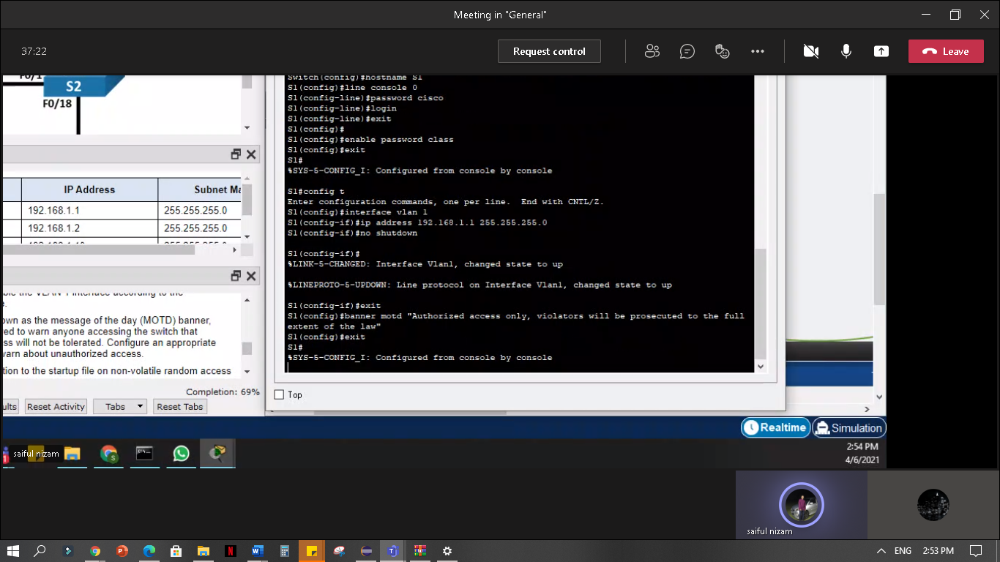 Meeting in "General"
37:22
Request control
Leave
S2
F0/18
IP Address
Subnet Ma
192.168.1.1
255.255.255.0
192.168.1.2
255.255.255.0
own as the message of the day (MOTD) banner,
ed to warn anyone accessing the switch that
ss will not be tolerated. Configure an appropriate
warn about unauthorized access.
tion to the startup file on non-volatile random access
Completion: 69%
ults
Reset Activity
Tabs
Reset Tabs
Switch(config)#hostname S1
S1(config)#line console 0
S1(config-line)#password cisco
S1(config-line)#login
S1(config-line)#exit
S1(config)#
S1(config)#enable password class
S1(config)#exit
S1#
%SYS-5-CONFIG_I: Configured from console by console
S1#config t
Enter configuration commands, one per line.  End with CNTL/Z.
S1(config)#interface vlan 1
S1(config-if)#ip address 192.168.1.1 255.255.255.0
S1(config-if)#no shutdown
S1(config-if)#
%LINK-5-CHANGED: Interface Vlan1, changed state to up
%LINEPROTO-5-UPDOWN: Line protocol on Interface Vlan1, changed state to up
S1(config-if)#exit
S1(config)#banner motd "Authorized access only, violators will be prosecuted to the full
extent of the law"
S1(config)#exit
S1#
%SYS-5-CONFIG_I: Configured from console by console
Top
Realtime
Simulation
saiful nizam
2:54 PM
4/6/2021
saiful nizam
ENG
2:53 PM